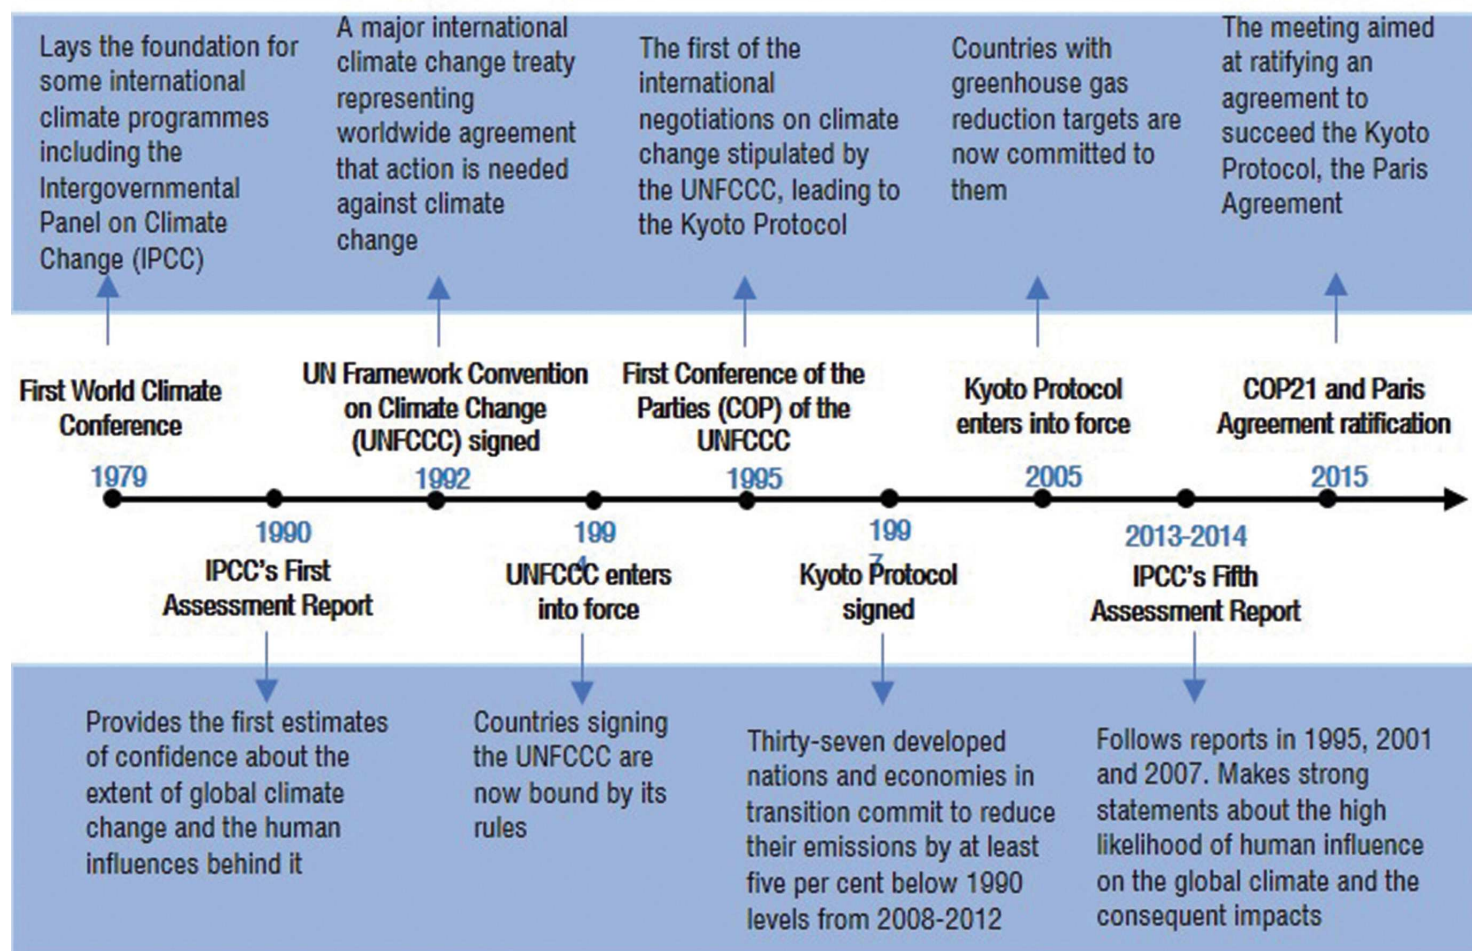 Lays the foundation for
some international
climate programmes
including the
Intergovernmental
Panel on Climate
Change (IPCC)
A major international
climate change treaty
representing
worldwide agreement
that action is needed
against climate
change
The first of the
international
negotiations on climate
change stipulated by
the UNFCCC, leading to
the Kyoto Protocol
Countries with
greenhouse gas
reduction targets are
now committed to
them
The meeting aimed
at ratifying an
agreement to
succeed the Kyoto
Protocol, the Paris
Agreement
First World Climate
Conference
1979
UN Framework Convention
on Climate Change
(UNFCCC) signed
1992
First Conference of the
Parties (COP) of the
UNFCCC
1995
Kyoto Protocol
enters into force
2005
COP21 and Paris
Agreement ratification
2015
1990
IPCC's First
Assessment Report
199
4
UNFCCC enters
into force
199
7
Kyoto Protocol
signed
2013-2014
IPCC's Fifth
Assessment Report
Provides the first estimates
of confidence about the
extent of global climate
change and the human
influences behind it
Countries signing
the UNFCCC are
now bound by its
rules
Thirty-seven developed
nations and economies in
transition commit to reduce
their emissions by at least
five per cent below 1990
levels from 2008-2012
Follows reports in 1995, 2001
and 2007. Makes strong
statements about the high
likelihood of human influence
on the global climate and the
consequent impacts